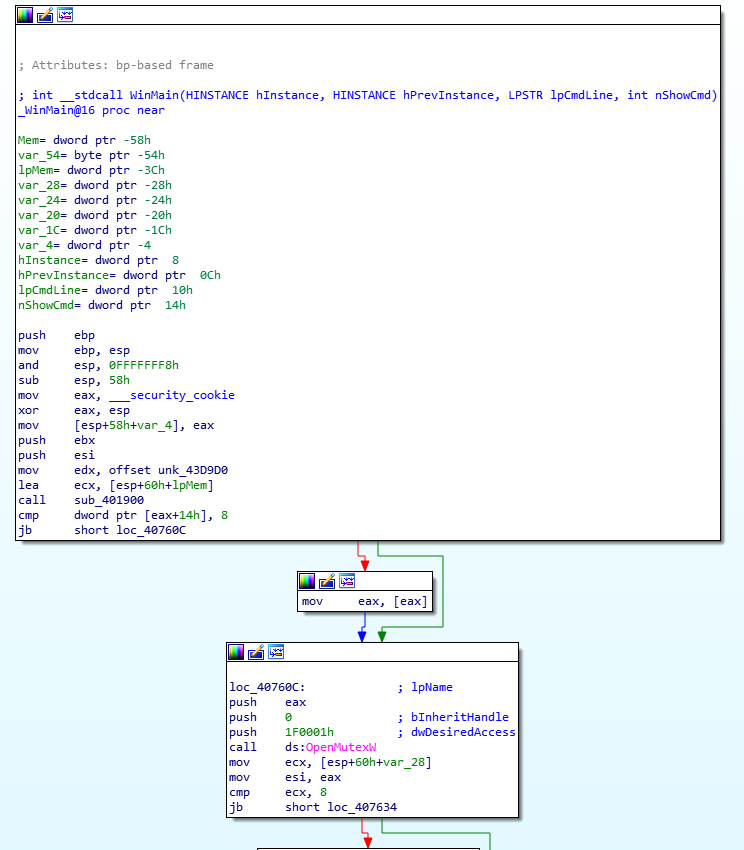 ; Attributes: bp-based frame
; int __stdcall WinMain(HINSTANCE hInstance, HINSTANCE hPrevInstance, LPSTR lpCmdLine, int nShowCmd)
_WinMain@16 proc near
Mem= dword ptr -58h
var_54= byte ptr -54h
lpMem= dword ptr -3Ch
var_28= dword ptr -28h
var_24= dword ptr -24h
var_20= dword ptr -20h
var_1C= dword ptr -1Ch
var_4= dword ptr -4
hInstance= dword ptr  8
hPrevInstance= dword ptr  0Ch
lpCmdLine= dword ptr  10h
nShowCmd= dword ptr  14h
push    ebp
mov     ebp, esp
and     esp, 0FFFFFFF8h
sub     esp, 58h
mov     eax, ___security_cookie
xor     eax, esp
mov     [esp+58h+var_4], eax
push    ebx
push    esi
mov     edx, offset unk_43D9D0
lea     ecx, [esp+60h+lpMem]
call    sub_401900
cmp     dword ptr [eax+14h], 8
jb      short loc_40760C
mov     eax, [eax]
loc_40760C:             ; lpName
push    eax
push    0               ; bInheritHandle
push    1F0001h         ; dwDesiredAccess
call    ds:OpenMutexW
mov     ecx, [esp+60h+var_28]
mov     esi, eax
cmp     ecx, 8
jb      short loc_407634